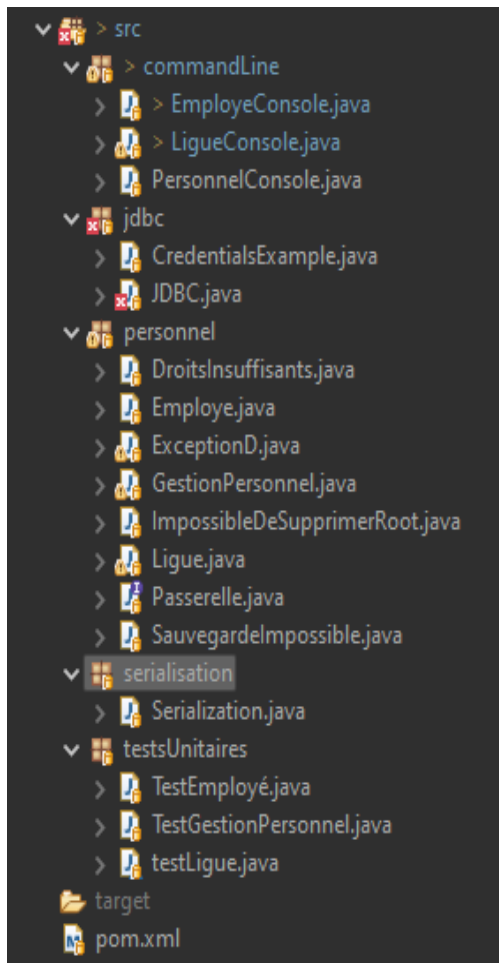 > src
> commandLine
> EmployeConsole.java
> LigueConsole.java
PersonnelConsole.java
jdbc
CredentialsExample.java
JDBC.java
personnel
DroitsInsuffisants.java
Employe.java
ExceptionD.java
GestionPersonnel.java
ImpossibleDeSupprimerRoot.java
Ligue.java
Passerelle.java
SauvegardeImpossible.java
serialisation
Serialization.java
testsUnitaires
TestEmployé.java
TestGestionPersonnel.java
testLigue.java
target
pom.xml